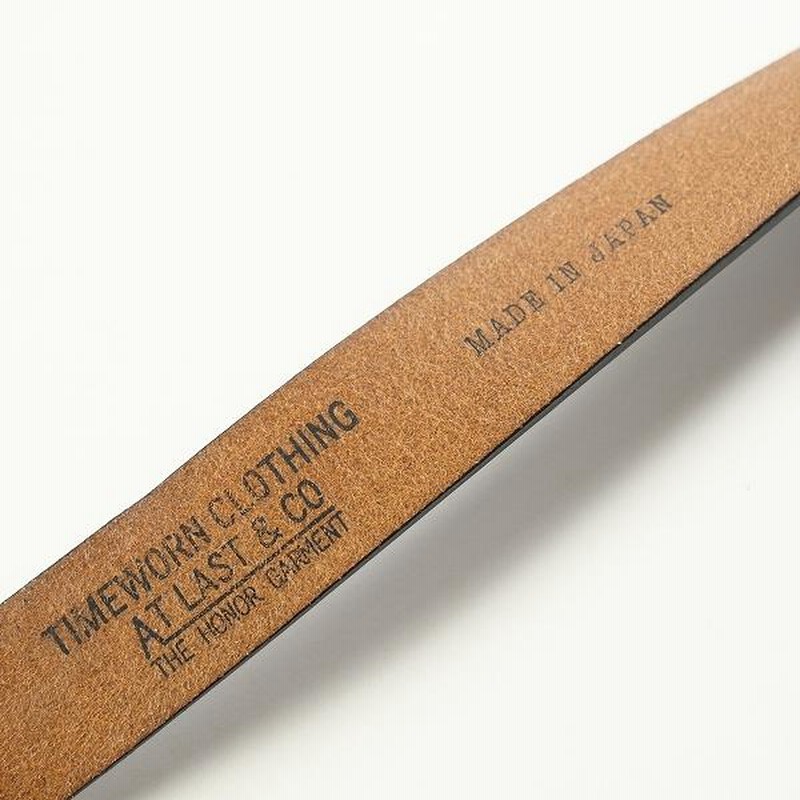 TIMEWORN CLOTHING
AT LAST & CO
THE HONOR GARMENT
MADE IN JAPAN